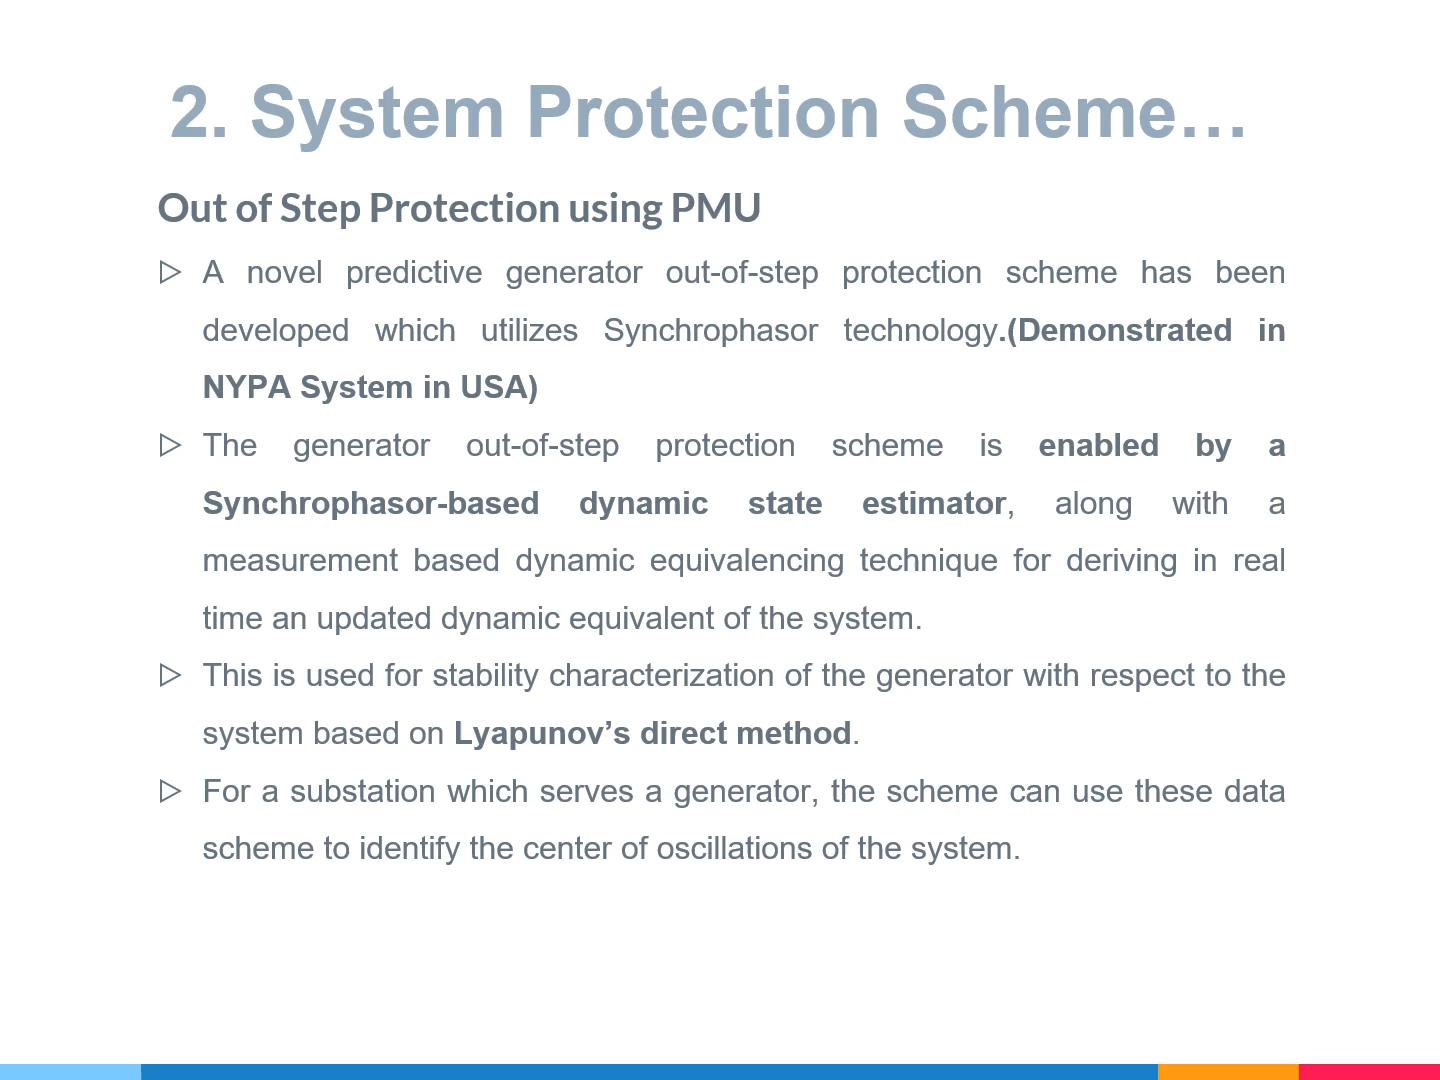 2. System Protection Scheme…
Out of Step Protection using PMU
A novel predictive generator out-of-step protection scheme has been
developed which utilizes Synchrophasor technology.(Demonstrated in
NYPA System in USA)
The generator out-of-step protection scheme is enabled by a
Synchrophasor-based dynamic state estimator, along with a
measurement based dynamic equivalencing technique for deriving in real
time an updated dynamic equivalent of the system.
This is used for stability characterization of the generator with respect to the
system based on Lyapunov’s direct method.
For a substation which serves a generator, the scheme can use these data
scheme to identify the center of oscillations of the system.